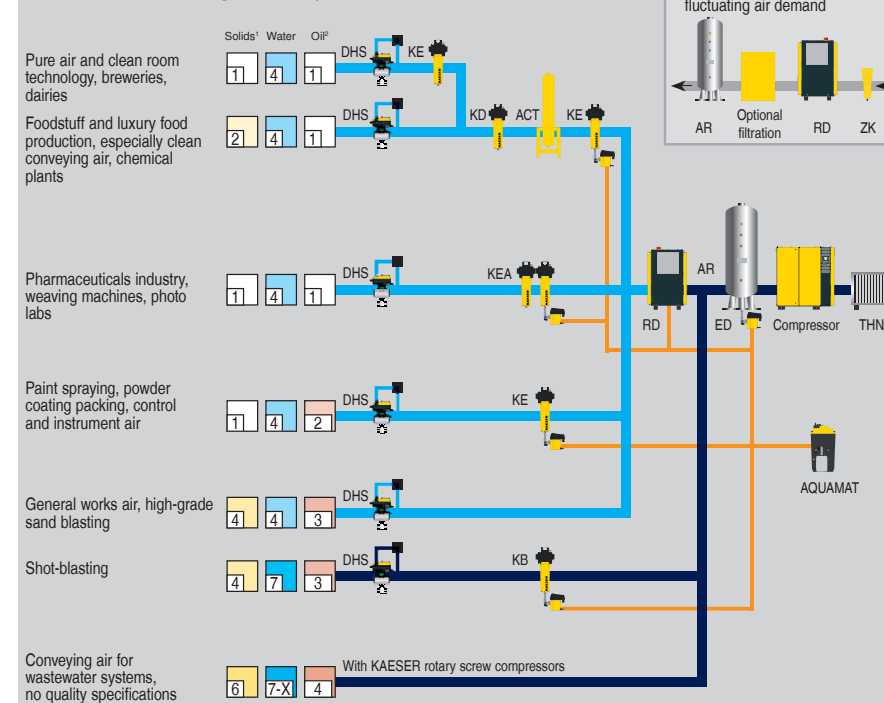 fluctuating air demand
AR
Optional
filtration
RD
ZK
Solids¹ Water Oil²
Pure air and clean room
technology, breweries,
dairies
1 4 1
DHS
KE
Foodstuff and luxury food
production, especially clean
conveying air, chemical
plants
2 4 1
DHS
KD
ACT
KE
Pharmaceuticals industry,
weaving machines, photo
labs
1 4 1
DHS
KEA
RD
AR
ED
Compressor
THN
Paint spraying, powder
coating packing, control
and instrument air
1 4 2
DHS
KE
AQUAMAT
General works air, high-grade
sand blasting
4 4 3
DHS
Shot-blasting
4 7 3
DHS
KB
Conveying air for
wastewater systems,
no quality specifications
6 7-X 4
With KAESER rotary screw compressors